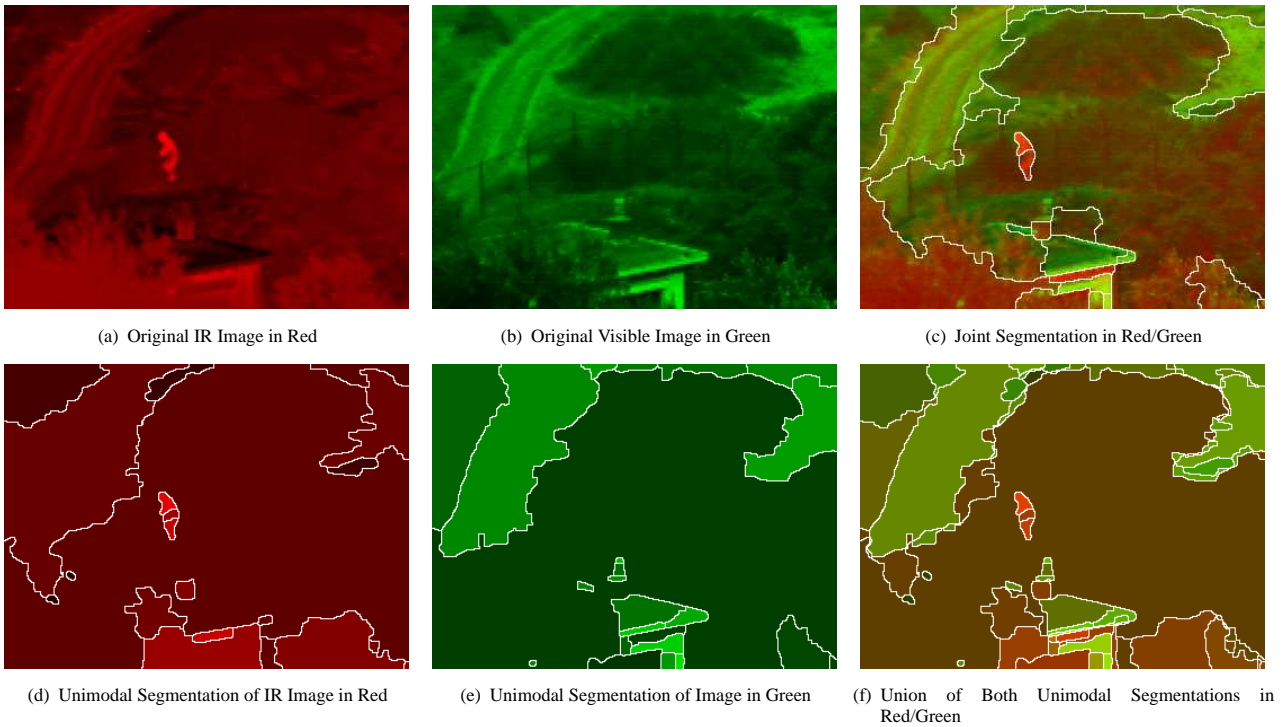 (a) Original IR Image in Red
(b) Original Visible Image in Green
(c) Joint Segmentation in Red/Green
(d) Unimodal Segmentation of IR Image in Red
(e) Unimodal Segmentation of Image in Green
(f) Union of Both Unimodal Segmentations in
Red/Green